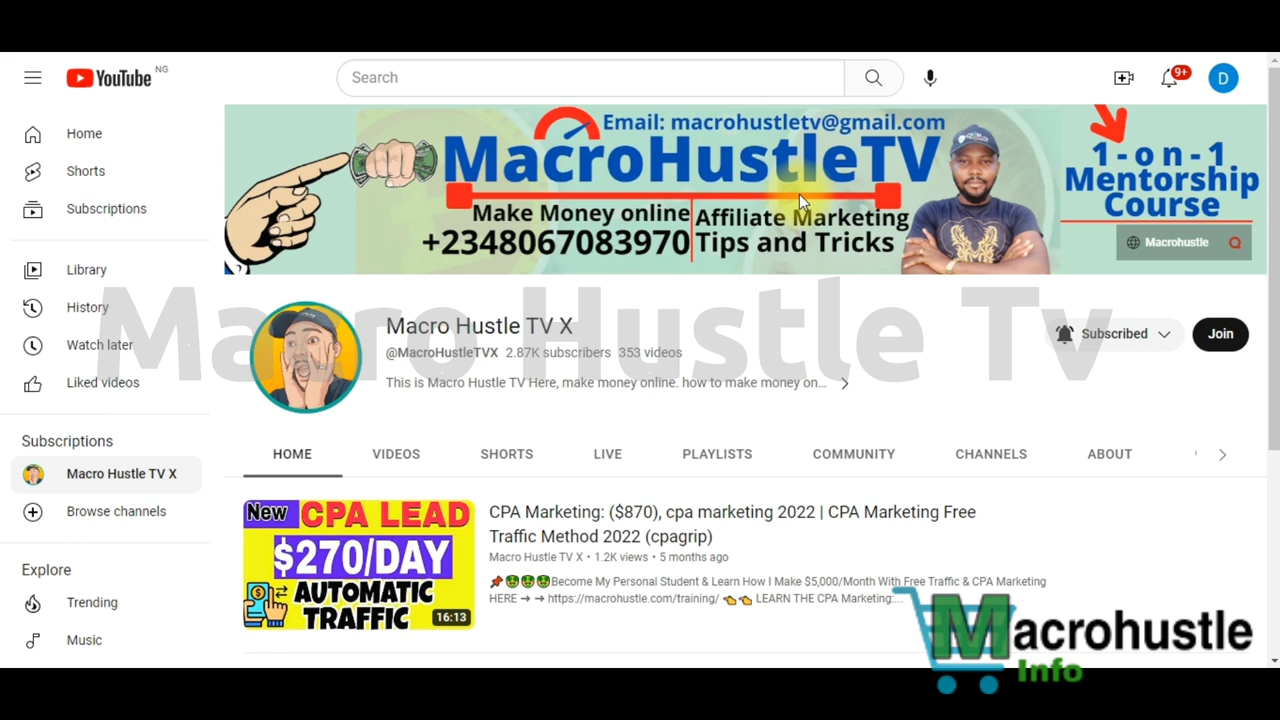 YouTube NG
Search
9+
D
Home
Shorts
Subscriptions
Library
History
Watch later
Liked videos
Subscriptions
Macro Hustle TV X
Browse channels
Explore
Trending
Music
Email: macrohustletv@gmail.com
MacroHustleTV
Make Money online
+2348067083970
Affiliate Marketing
Tips and Tricks
1-on-1
Mentorship
Course
Macrohustle
Macro Hustle Tv
Macro Hustle TV X
@MacroHustleTVX 2.87K subscribers 353 videos
This is Macro Hustle TV Here, make money online. how to make money on...
Subscribed
Join
HOME VIDEOS SHORTS LIVE PLAYLISTS COMMUNITY CHANNELS ABOUT
New CPA LEAD
$270/DAY
AUTOMATIC
TRAFFIC
16:13
CPA Marketing: ($870), cpa marketing 2022 | CPA Marketing Free
Traffic Method 2022 (cpagrip)
Macro Hustle TV X • 1.2K views • 5 months ago
📌🤑🤑🤑Become My Personal Student & Learn How I Make $5,000/Month With Free Traffic & CPA Marketing
HERE ➔ ➔ https://macrohustle.com/training/ 👈 👈 LEARN THE CPA Marketing:...
Macrohustle
Info